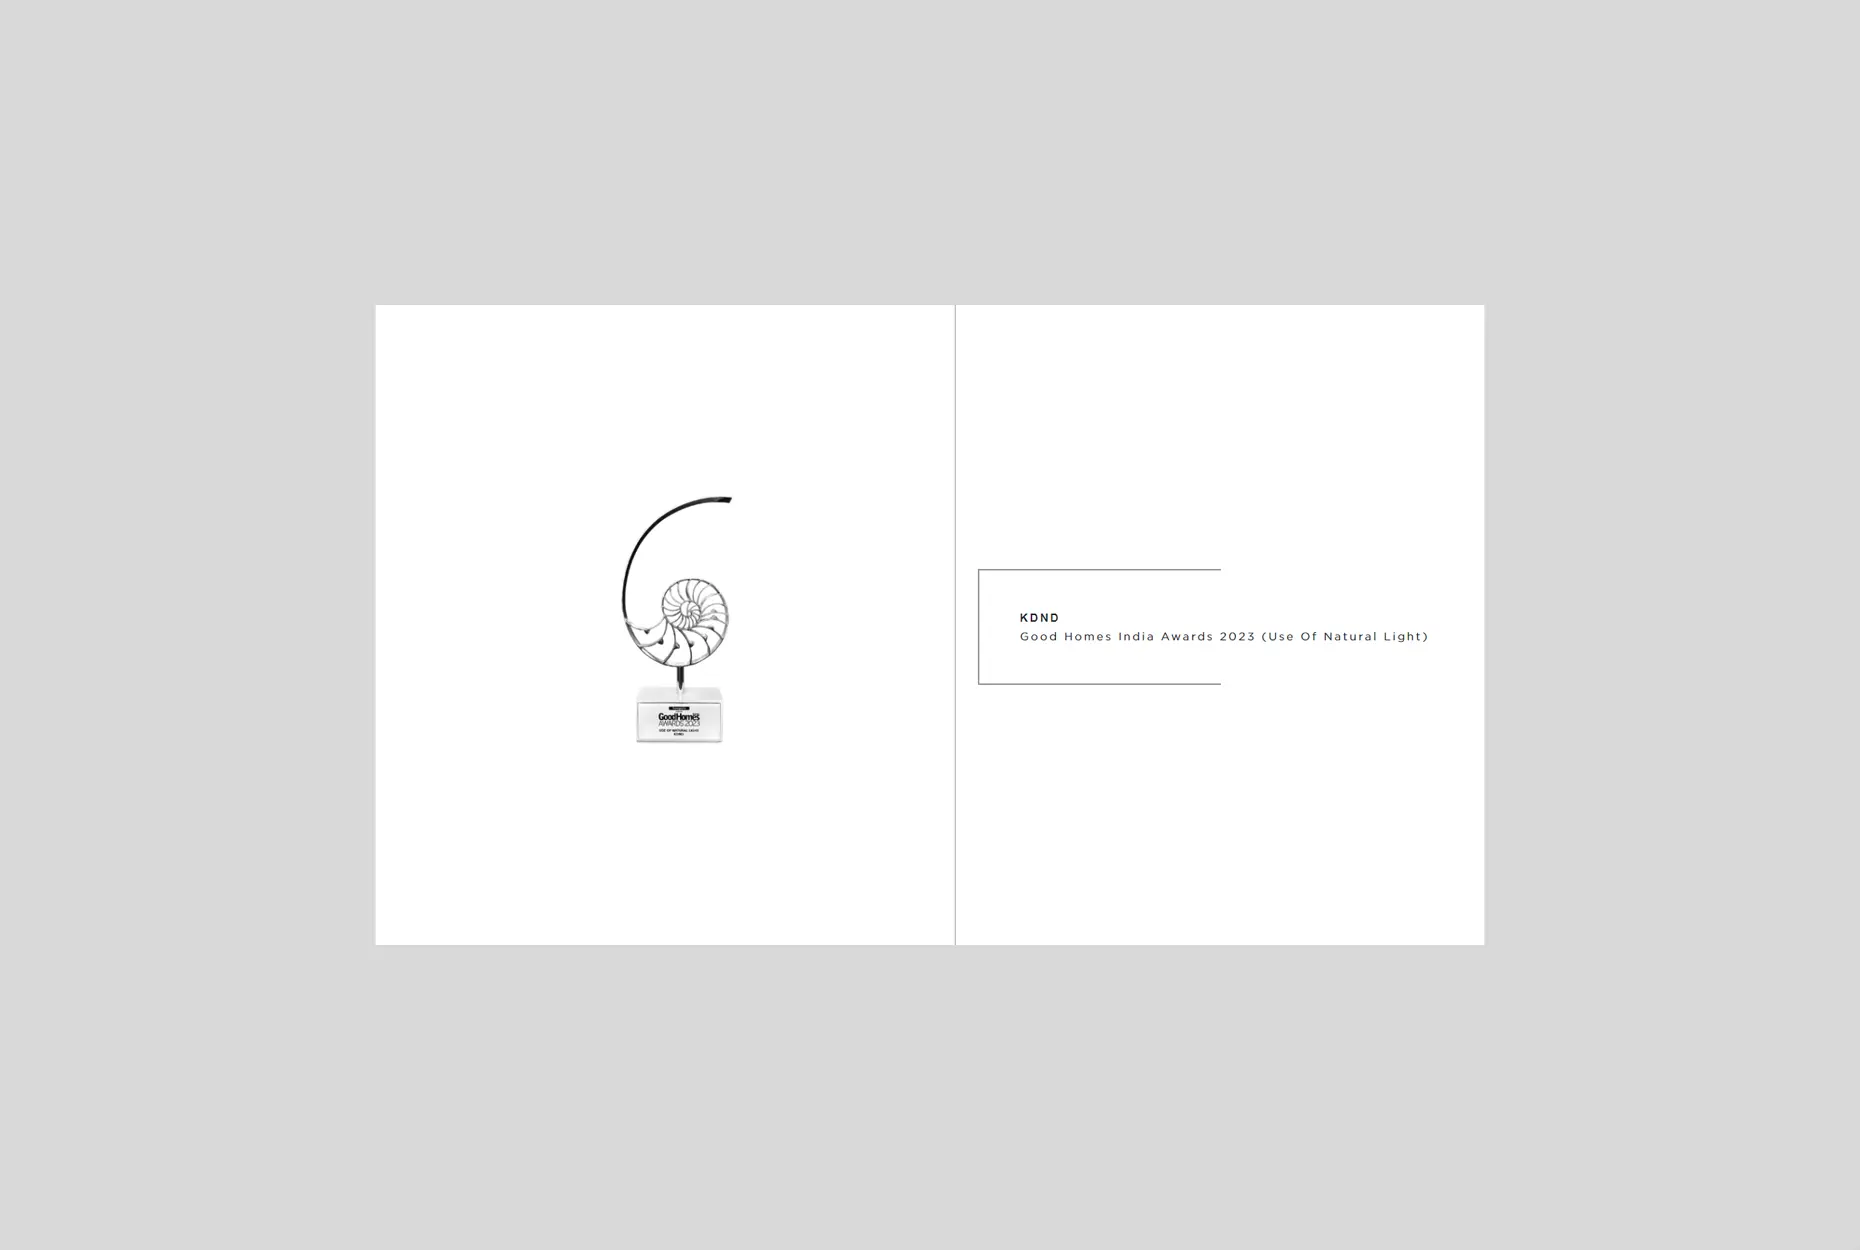 GoodHomes
AWARDS 2023
USE OF NATURAL LIGHT
KDND
KDND
Good Homes India Awards 2023 (Use Of Natural Light)